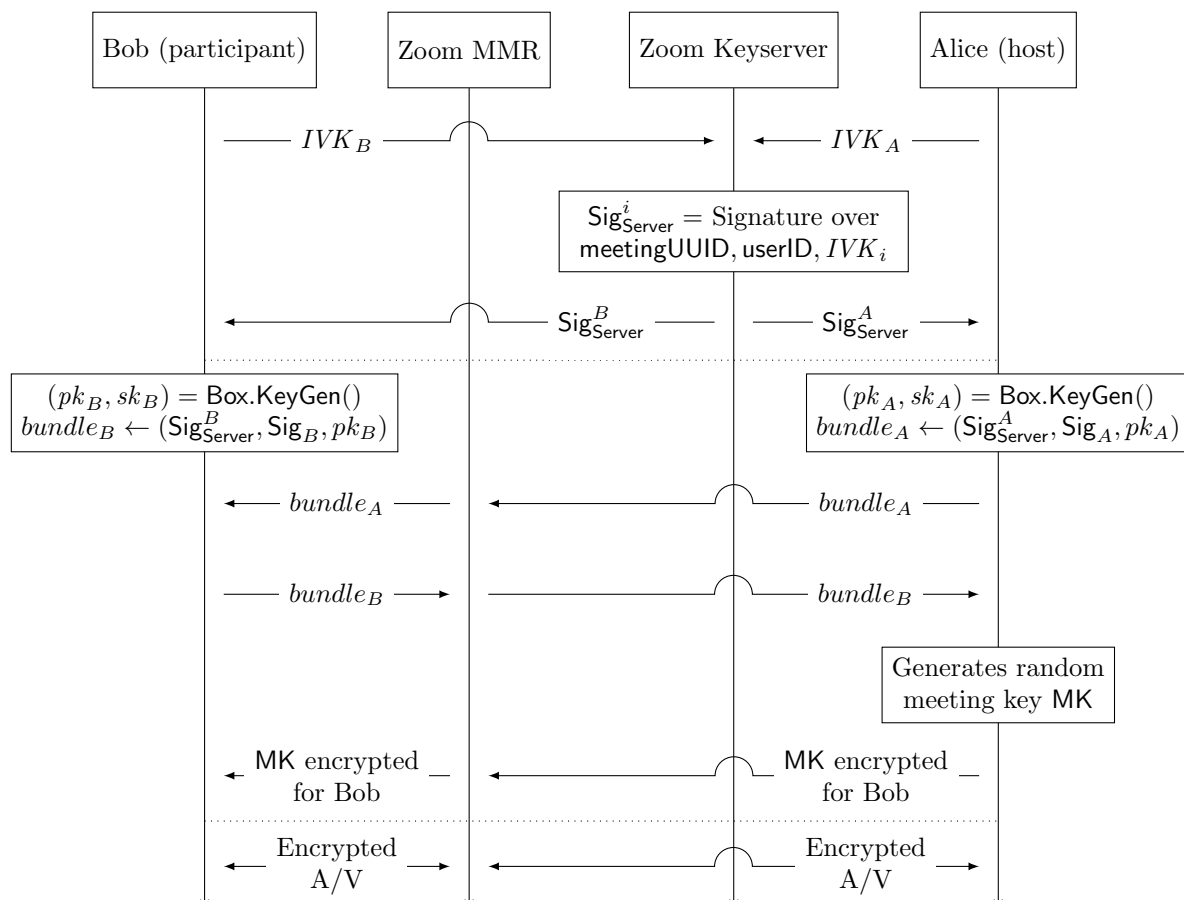 Bob (participant)
Zoom MMR
Zoom Keyserver
Alice (host)
IVK_B
IVK_A
Sig^i_Server = Signature over
meetingUUID, userID, IVK_i
Sig^B_Server
Sig^A_Server
(pk_B, sk_B) = Box.KeyGen()
bundle_B ← (Sig^B_Server, Sig_B, pk_B)
(pk_A, sk_A) = Box.KeyGen()
bundle_A ← (Sig^A_Server, Sig_A, pk_A)
bundle_A
bundle_A
bundle_B
bundle_B
Generates random
meeting key MK
MK encrypted
for Bob
MK encrypted
for Bob
Encrypted
A/V
Encrypted
A/V